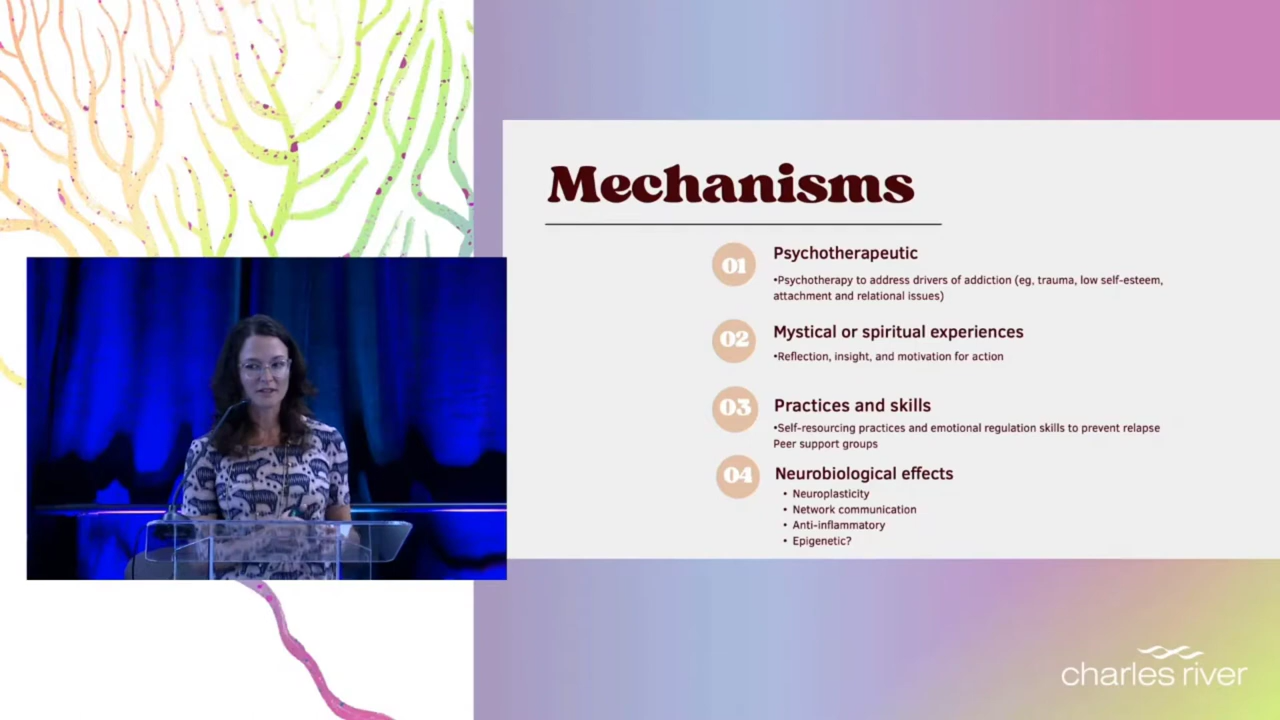 Mechanisms
01
Psychotherapeutic
•Psychotherapy to address drivers of addiction (eg, trauma, low self-esteem,
attachment and relational issues)
02
Mystical or spiritual experiences
•Reflection, insight, and motivation for action
03
Practices and skills
•Self-resourcing practices and emotional regulation skills to prevent relapse
Peer support groups
04
Neurobiological effects
• Neuroplasticity
• Network communication
• Anti-inflammatory
• Epigenetic?
charles river